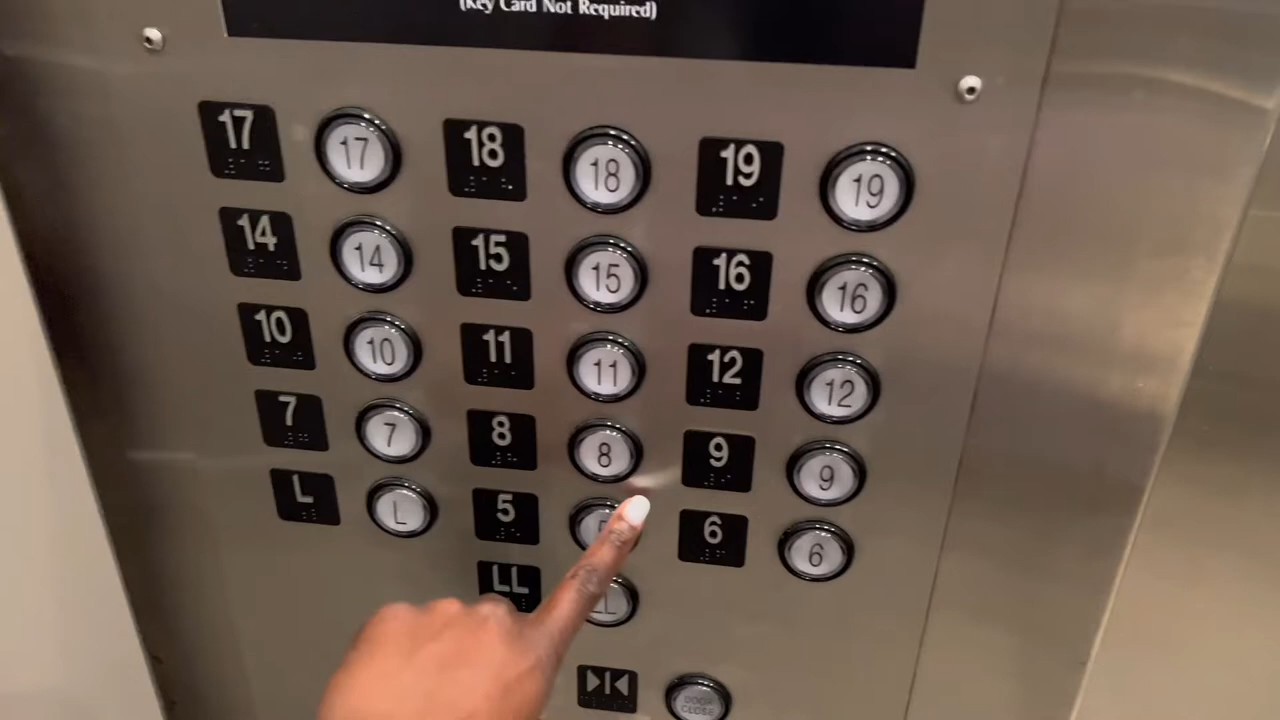 (Key Card Not Required)
17 17 18 18 19 19
14 14 15 15 16 16
10 10 11 11 12 12
7 7 8 8 9 9
L L 5 6 6
LL
DOOR
CLOSE